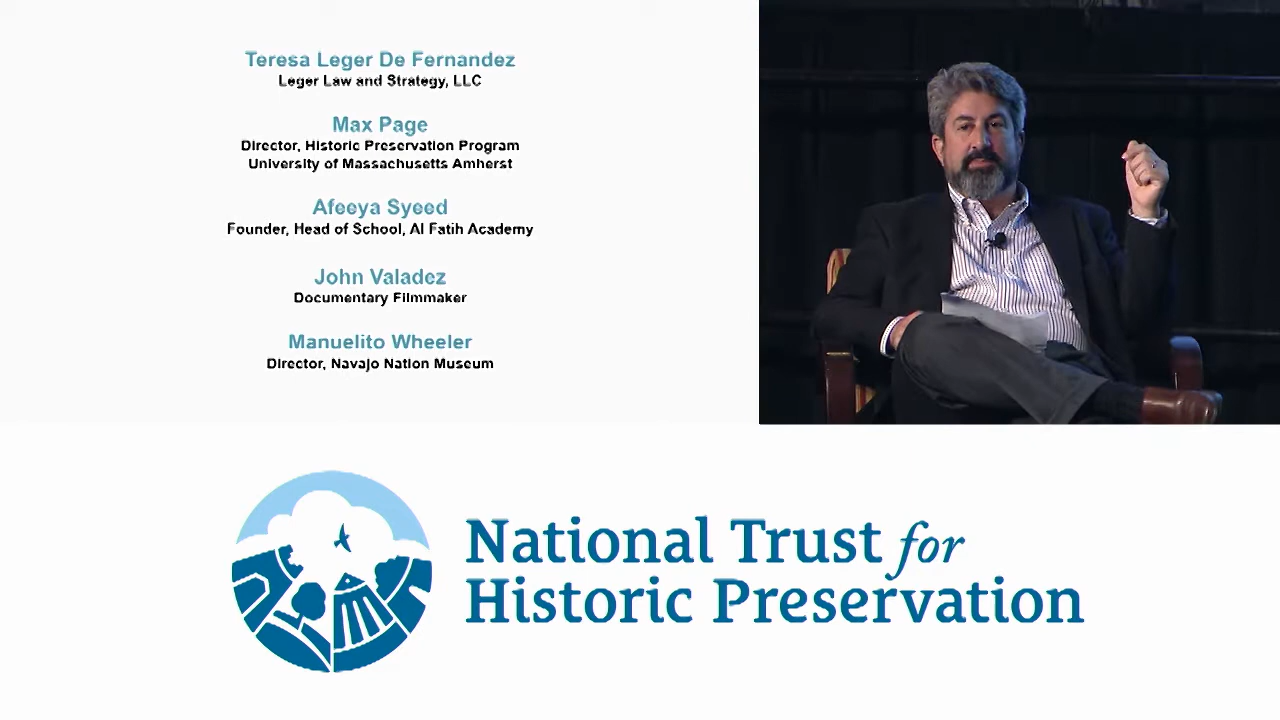 Teresa Leger De Fernandez
Leger Law and Strategy, LLC
Max Page
Director, Historic Preservation Program
University of Massachusetts Amherst
Afeeya Syeed
Founder, Head of School, Al Fatih Academy
John Valadez
Documentary Filmmaker
Manuelito Wheeler
Director, Navajo Nation Museum
National Trust for
Historic Preservation